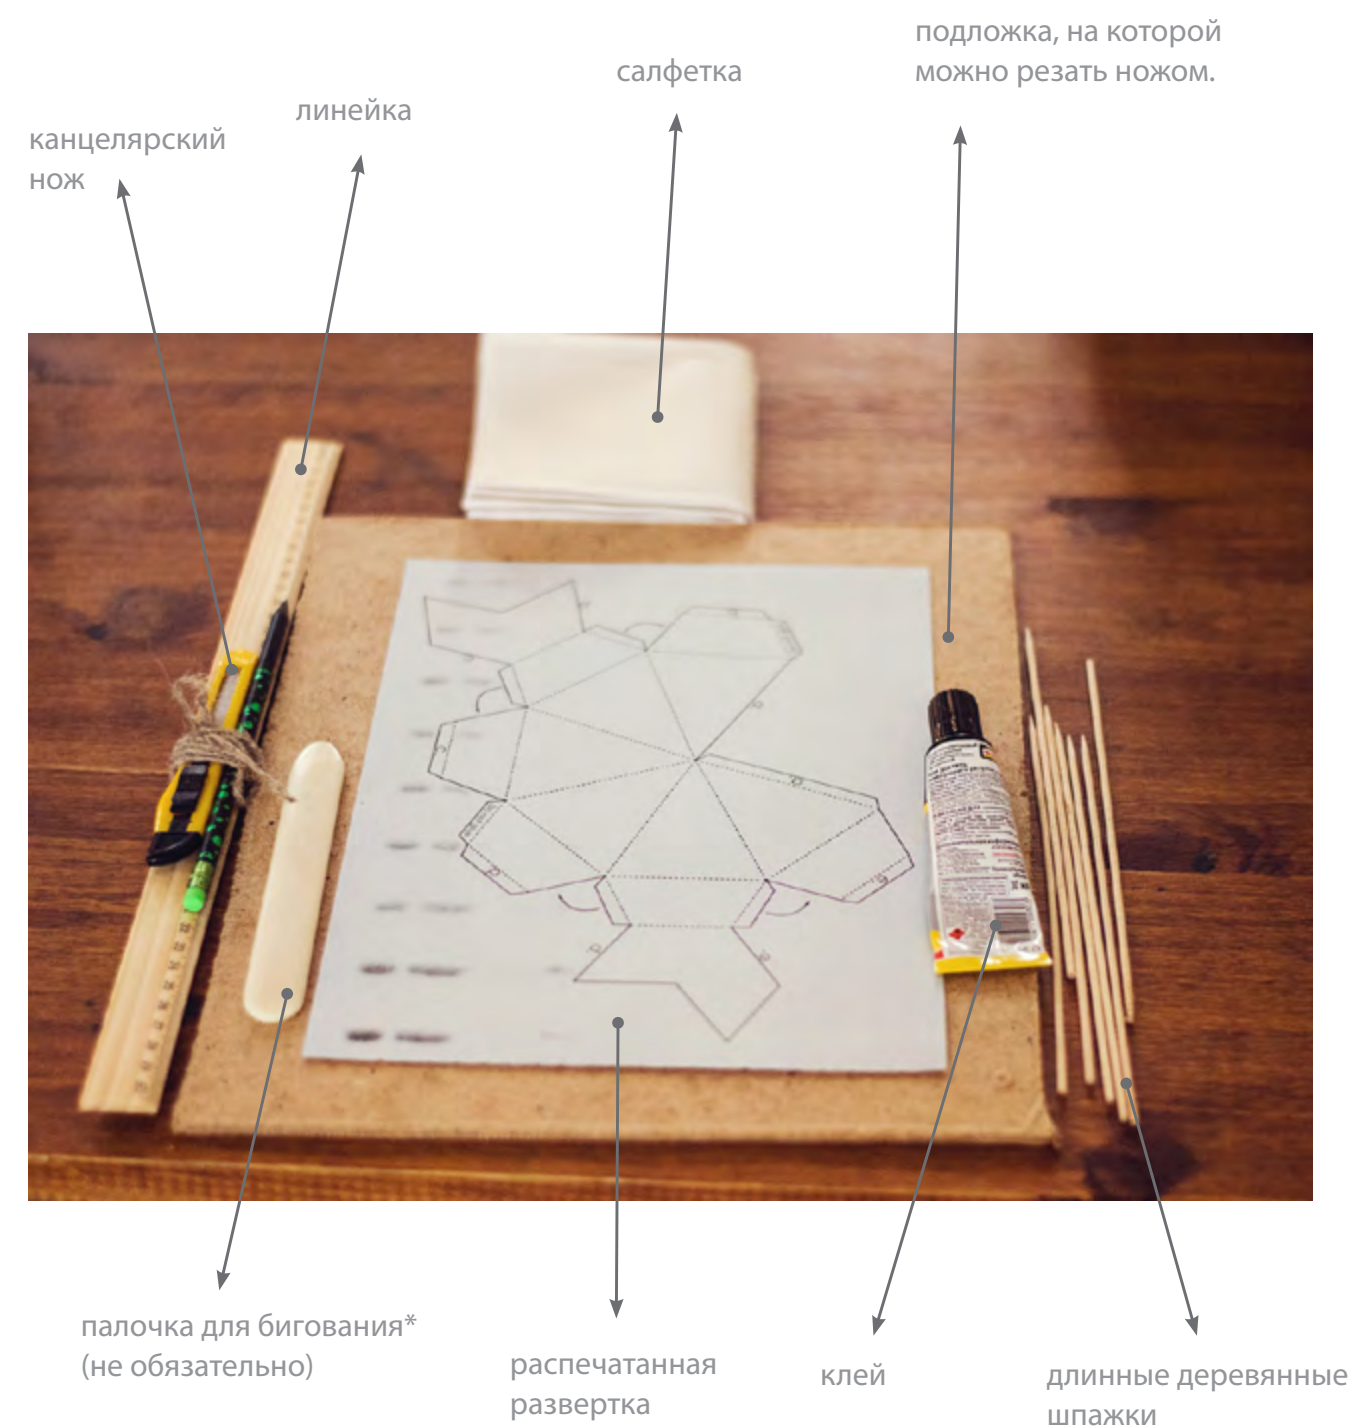 подложка, на которой
можно резать ножом.
салфетка
линейка
канцелярский
нож
палочка для бигования*
(не обязательно)
распечатанная
развертка
клей
длинные деревянные
шпажки